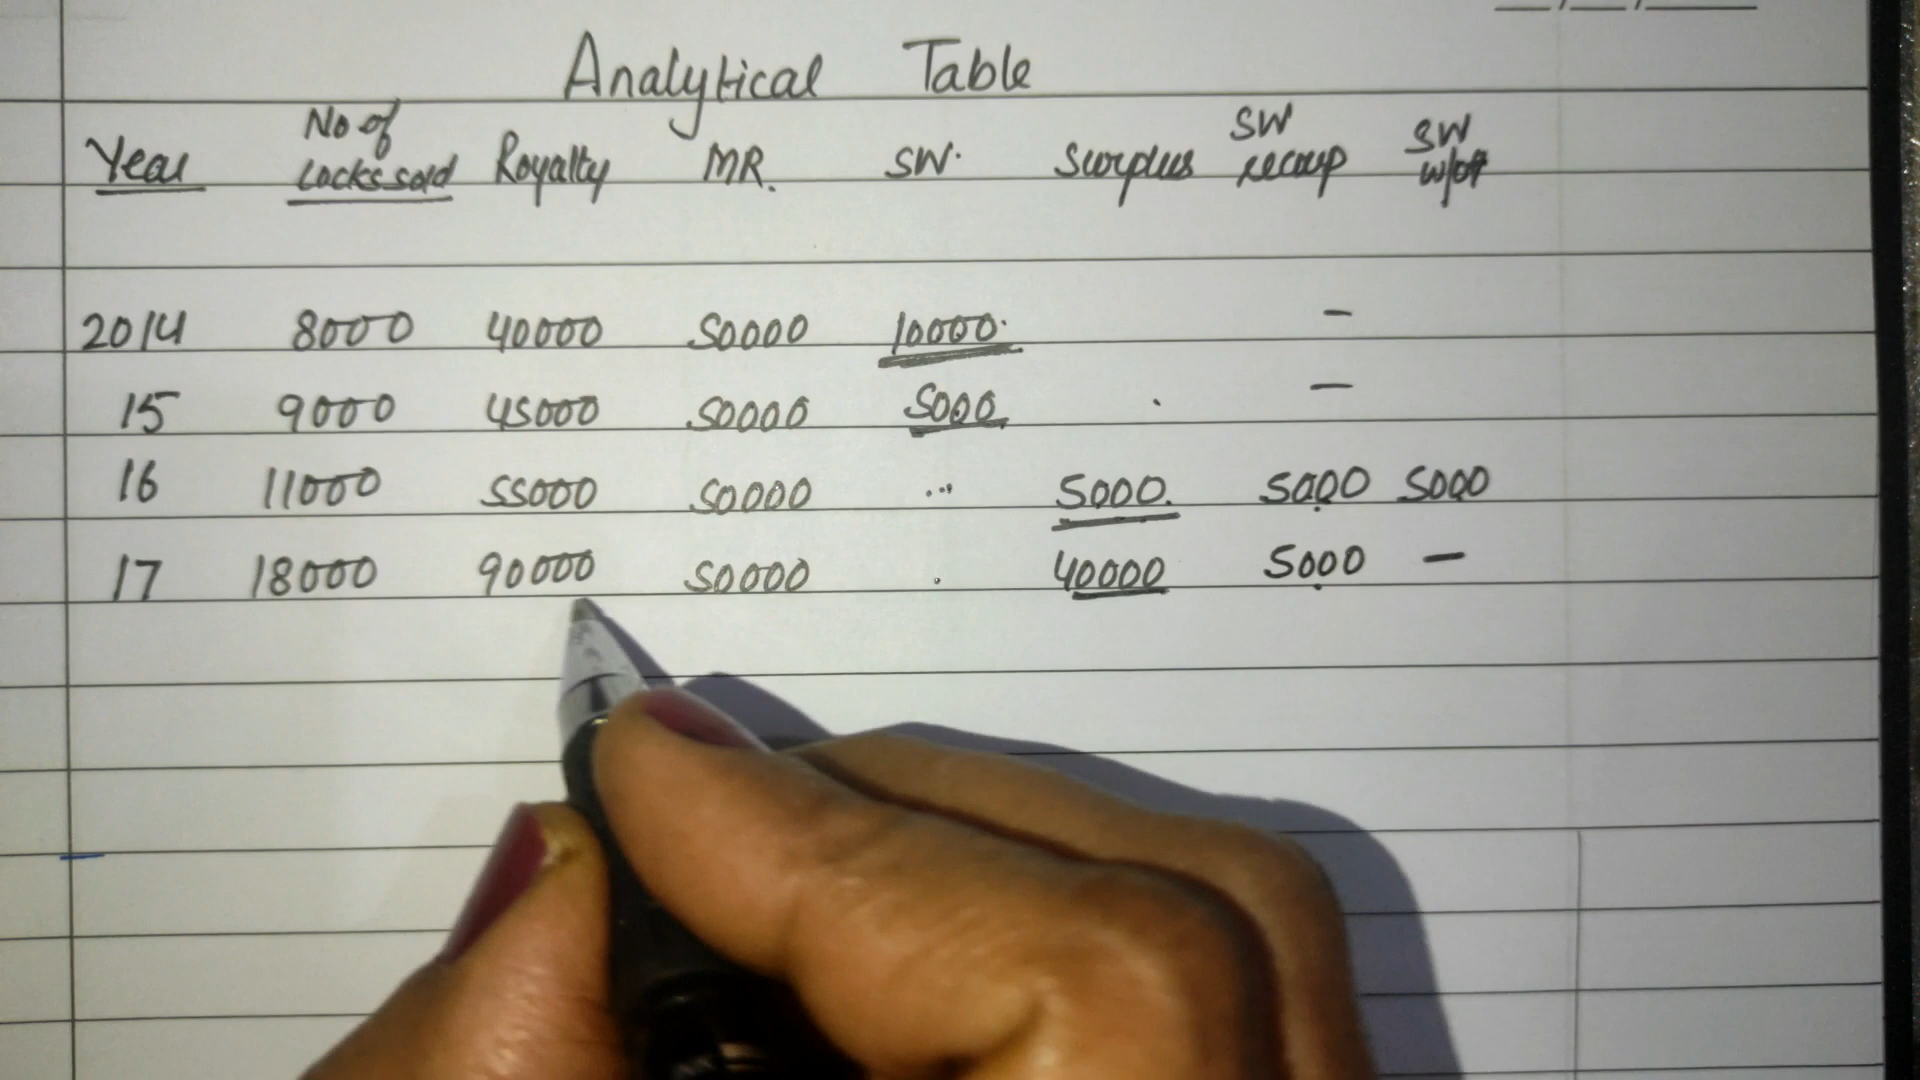 Analytical Table
Year No of Locks sold Royalty MR. SW. Surplus SW recoup SW w/off
2014 8000 40000 50000 10000. –
15 9000 45000 50000 5000 . –
16 11000 55000 50000 ... 5000. 5000 5000
17 18000 90000 50000 . 40000 5000 –